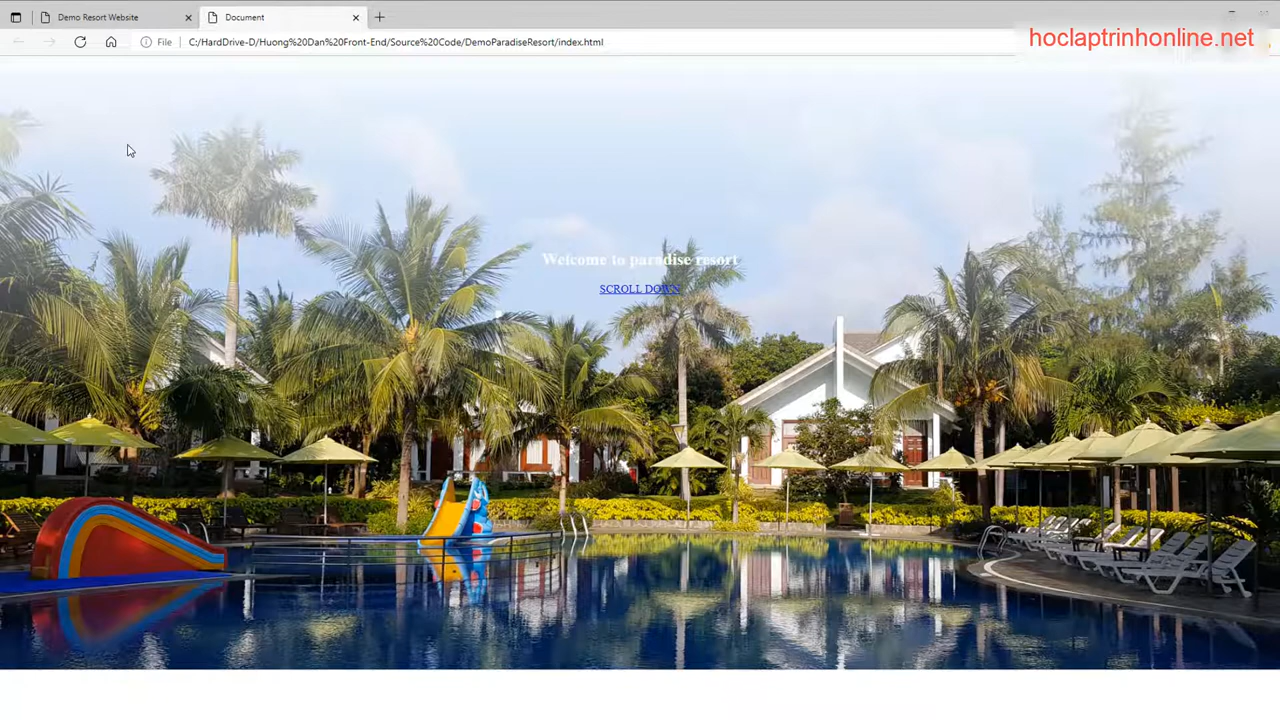 Demo Resort Website
Document
hoclaptrinhonline.net
File
C:/HardDrive-D/Huong%20Dan%20Front-End/Source%20Code/DemoParadiseResort/index.html
Welcome to paradise resort
SCROLL DOWN